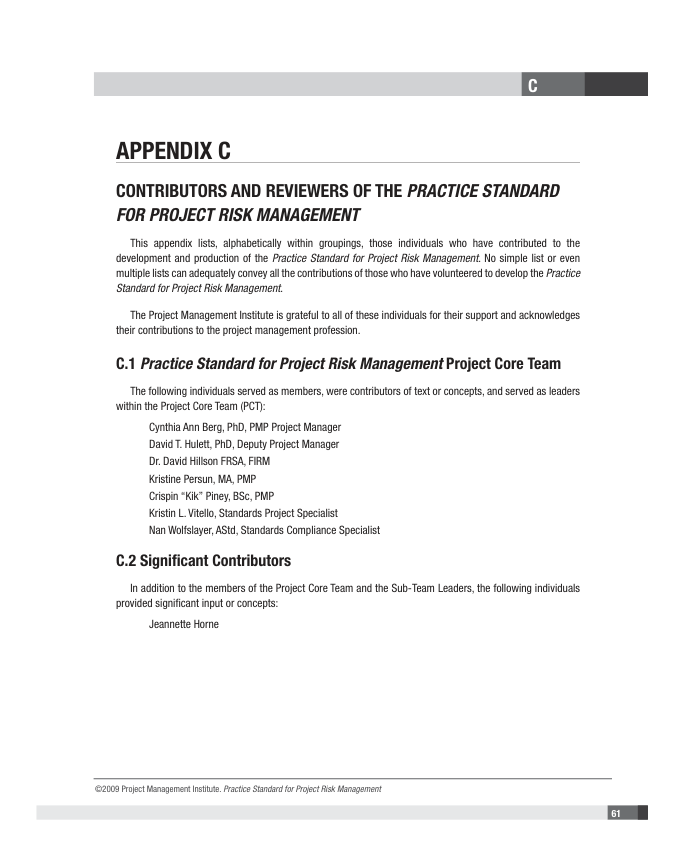 C
APPENDIX C
CONTRIBUTORS AND REVIEWERS OF THE PRACTICE STANDARD
FOR PROJECT RISK MANAGEMENT
This appendix lists, alphabetically within groupings, those individuals who have contributed to the
development and production of the Practice Standard for Project Risk Management. No simple list or even
multiple lists can adequately convey all the contributions of those who have volunteered to develop the Practice
Standard for Project Risk Management.
The Project Management Institute is grateful to all of these individuals for their support and acknowledges
their contributions to the project management profession.
C.1 Practice Standard for Project Risk Management Project Core Team
The following individuals served as members, were contributors of text or concepts, and served as leaders
within the Project Core Team (PCT):
Cynthia Ann Berg, PhD, PMP Project Manager
David T. Hulett, PhD, Deputy Project Manager
Dr. David Hillson FRSA, FIRM
Kristine Persun, MA, PMP
Crispin “Kik” Piney, BSc, PMP
Kristin L. Vitello, Standards Project Specialist
Nan Wolfslayer, AStd, Standards Compliance Specialist
C.2 Significant Contributors
In addition to the members of the Project Core Team and the Sub-Team Leaders, the following individuals
provided significant input or concepts:
Jeannette Horne
©2009 Project Management Institute. Practice Standard for Project Risk Management
61